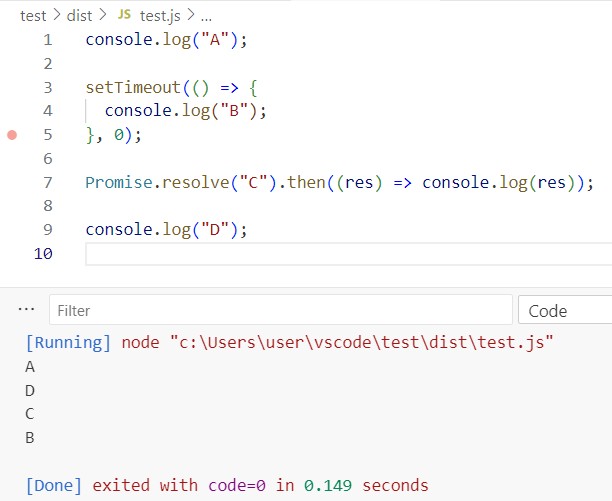 test > dist > JS test.js > ...
1 console.log("A");
2
3 setTimeout(() => {
4   console.log("B");
5 }, 0);
6
7 Promise.resolve("C").then((res) => console.log(res));
8
9 console.log("D");
10
... Filter Code
[Running] node "c:\Users\user\vscode\test\dist\test.js"
A
D
C
B
[Done] exited with code=0 in 0.149 seconds